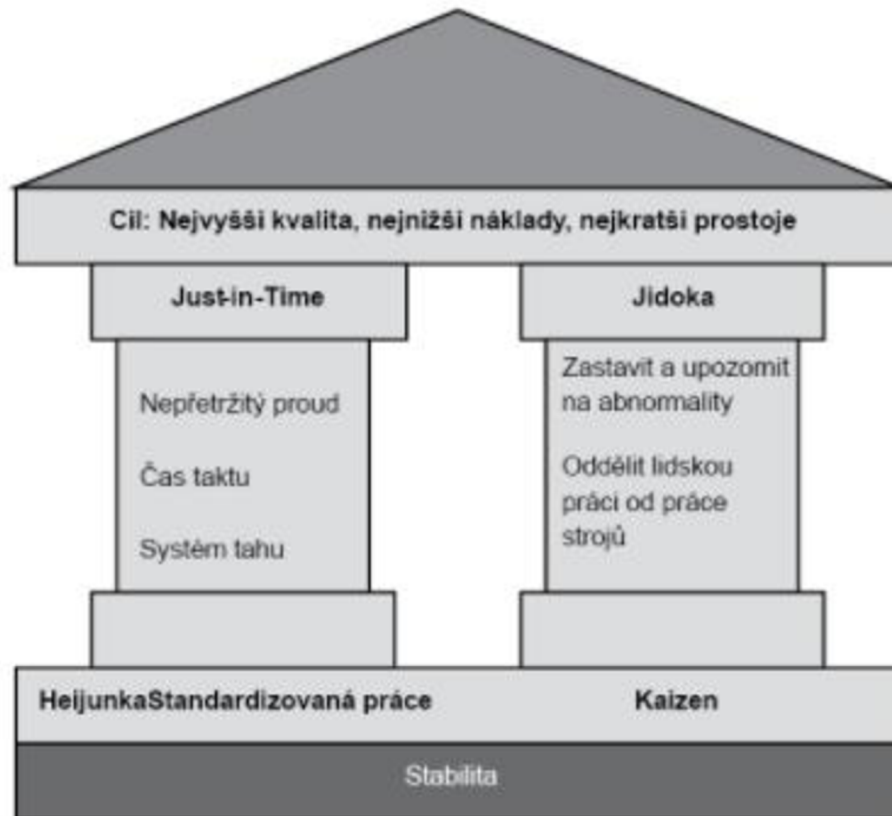 Cíl: Nejvyšší kvalita, nejnižší náklady, nejkratší prostoje
Just-in-Time
Nepřetržitý proud
Čas taktu
Systém tahu
Jidoka
Zastavit a upozornit
na abnormality
Oddělit lidskou
práci od práce
strojů
HeijunkaStandardizovaná práce
Kaizen
Stabilita